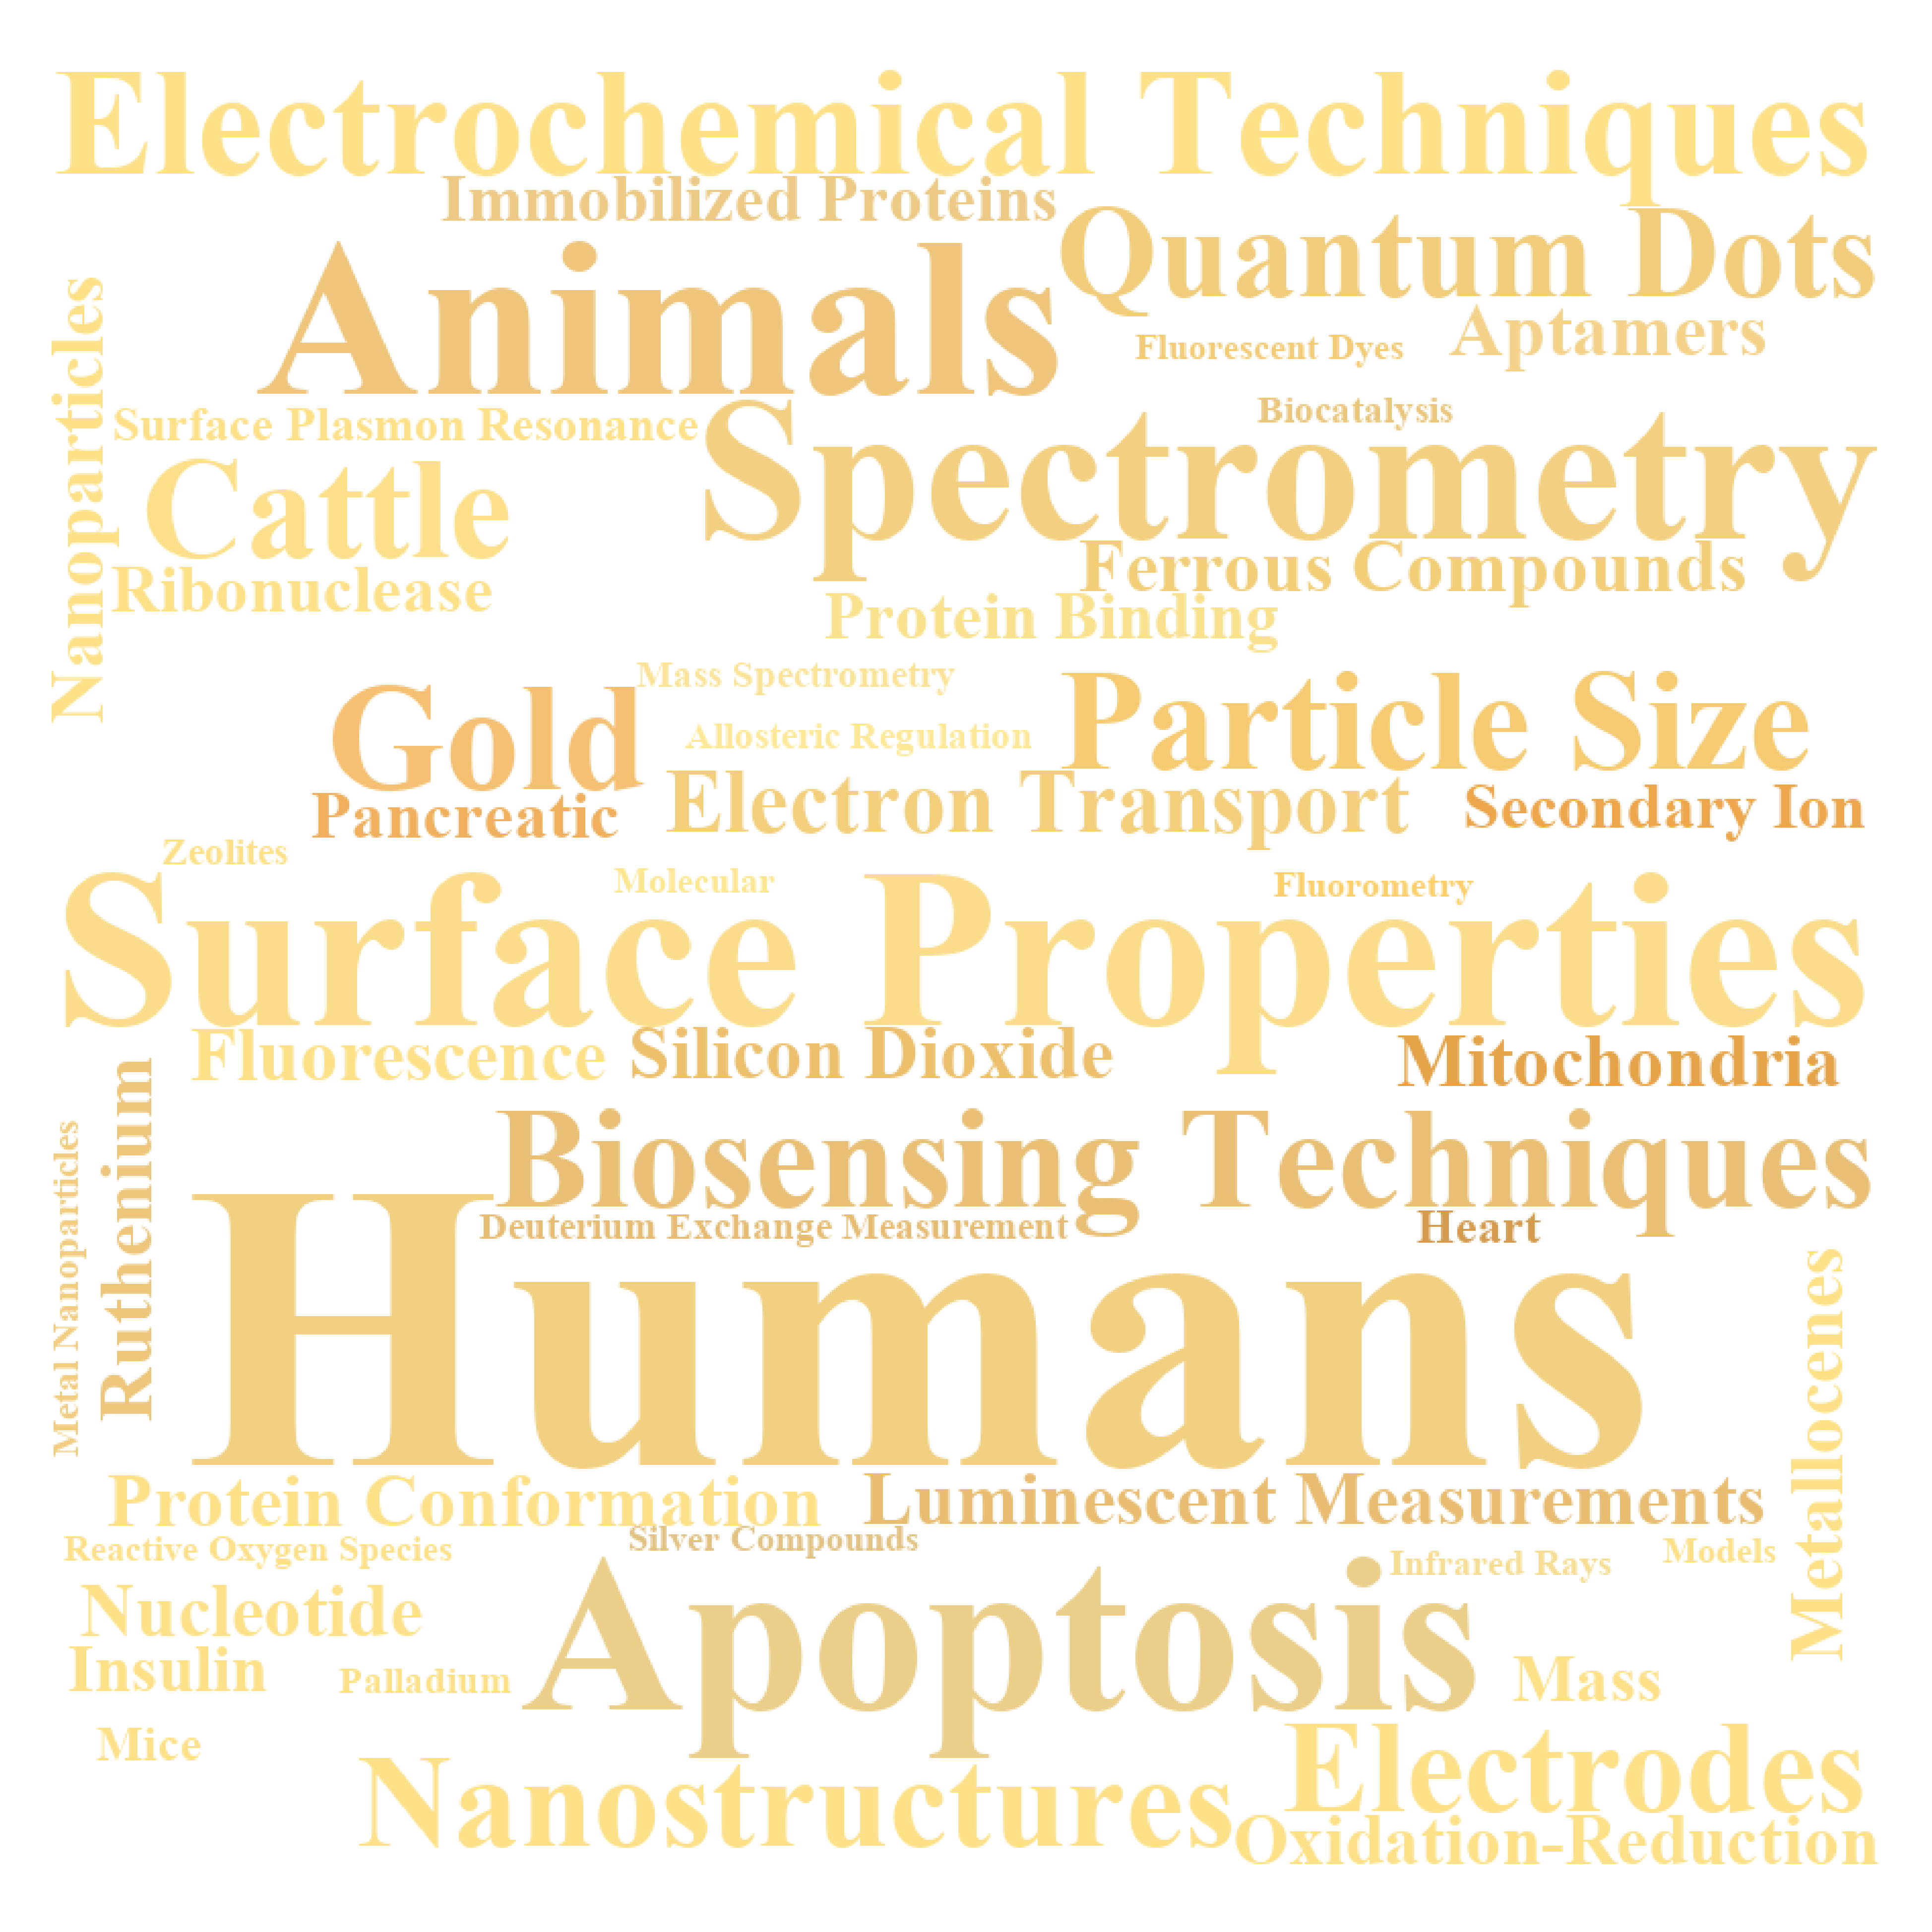 Electrochemical Techniques
Immobilized Proteins
Quantum Dots
Animals
Nanoparticles
Fluorescent Dyes
Aptamers
Surface Plasmon Resonance
Biocatalysis
Spectrometry
Cattle
Ferrous Compounds
Ribonuclease
Protein Binding
Mass Spectrometry
Gold
Particle Size
Allosteric Regulation
Pancreatic
Electron Transport
Secondary Ion
Zeolites
Molecular
Fluorometry
Surface Properties
Fluorescence
Silicon Dioxide
Mitochondria
Ruthenium
Metal Nanoparticles
Biosensing Techniques
Deuterium Exchange Measurement
Heart
Humans
Metallocenes
Protein Conformation
Luminescent Measurements
Reactive Oxygen Species
Silver Compounds
Infrared Rays
Models
Nucleotide
Apoptosis
Insulin
Palladium
Mass
Mice
Electrodes
Nanostructures
Oxidation-Reduction